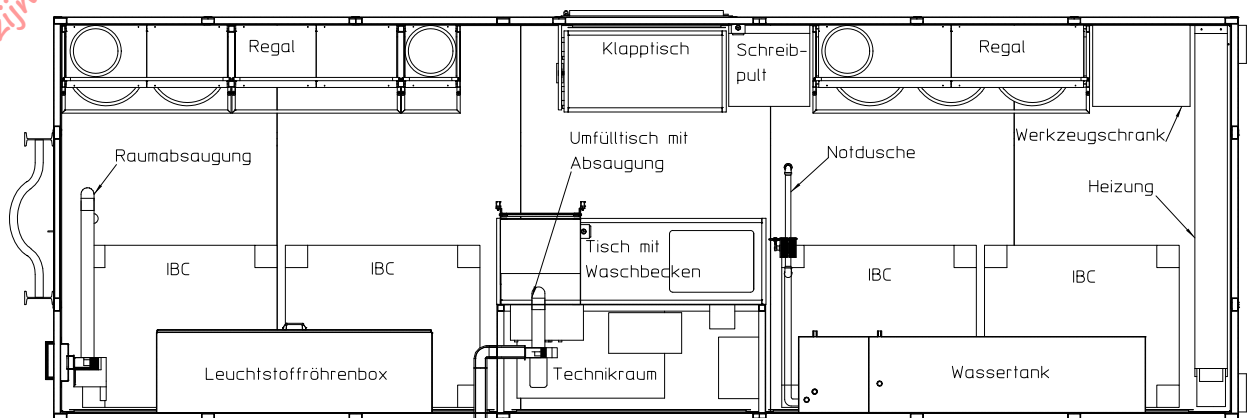 Regal
Klapptisch
Schreib-
pult
Regal
Raumabsaugung
Umfülltisch mit
Absaugung
Notdusche
Werkzeugschrank
Heizung
IBC
IBC
Tisch mit
Waschbecken
IBC
IBC
Leuchtstoffröhrenbox
Technikraum
Wassertank